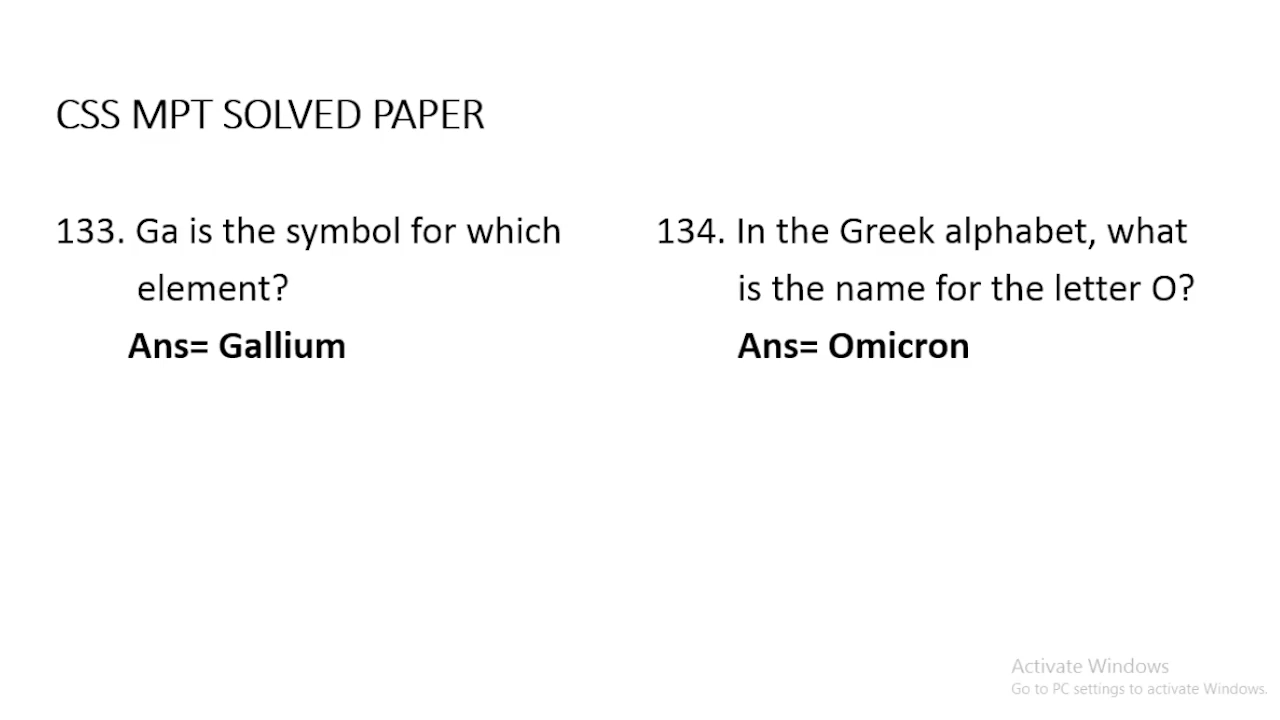 CSS MPT SOLVED PAPER
133. Ga is the symbol for which
element?
Ans= Gallium
134. In the Greek alphabet, what
is the name for the letter O?
Ans= Omicron
Activate Windows
Go to PC settings to activate Windows.